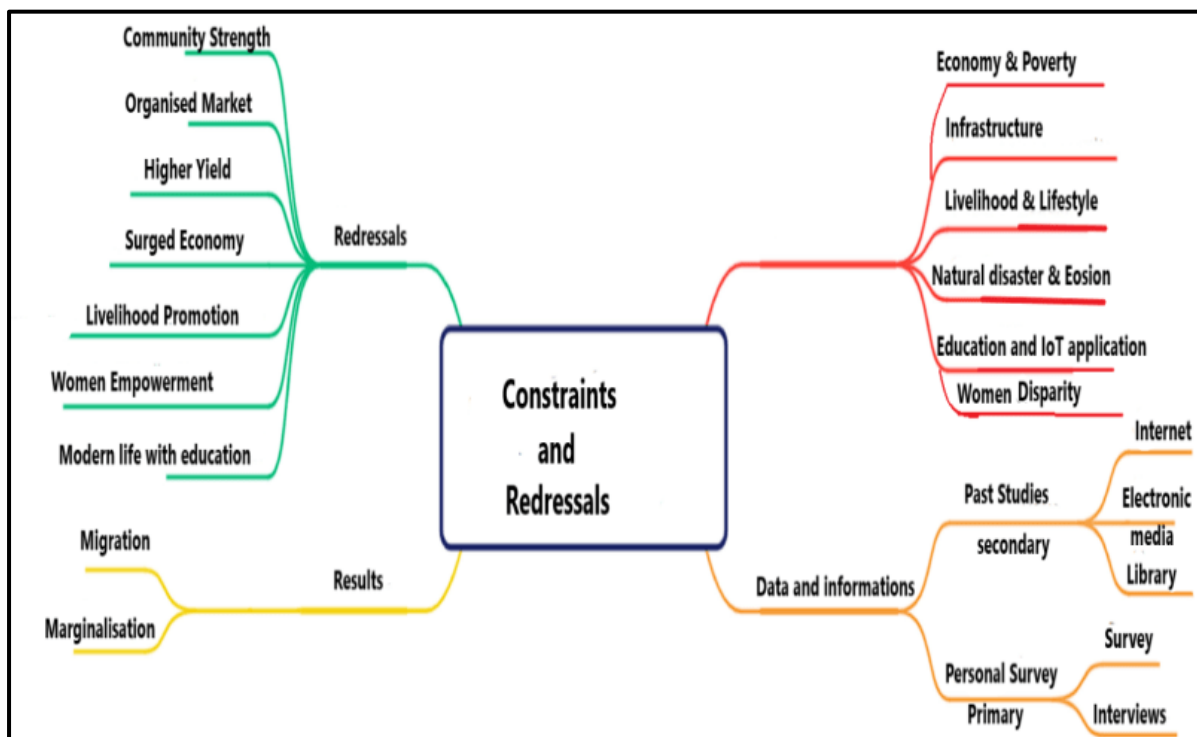 Community Strength
Organised Market
Higher Yield
Surged Economy
Livelihood Promotion
Women Empowerment
Modern life with education
Redressals
Migration
Marginalisation
Results
Constraints
and
Redressals
Economy & Poverty
Infrastructure
Livelihood & Lifestyle
Natural disaster & Eosion
Education and IoT application
Women Disparity
Data and informations
Past Studies
secondary
Internet
Electronic
media
Library
Personal Survey
Primary
Survey
Interviews